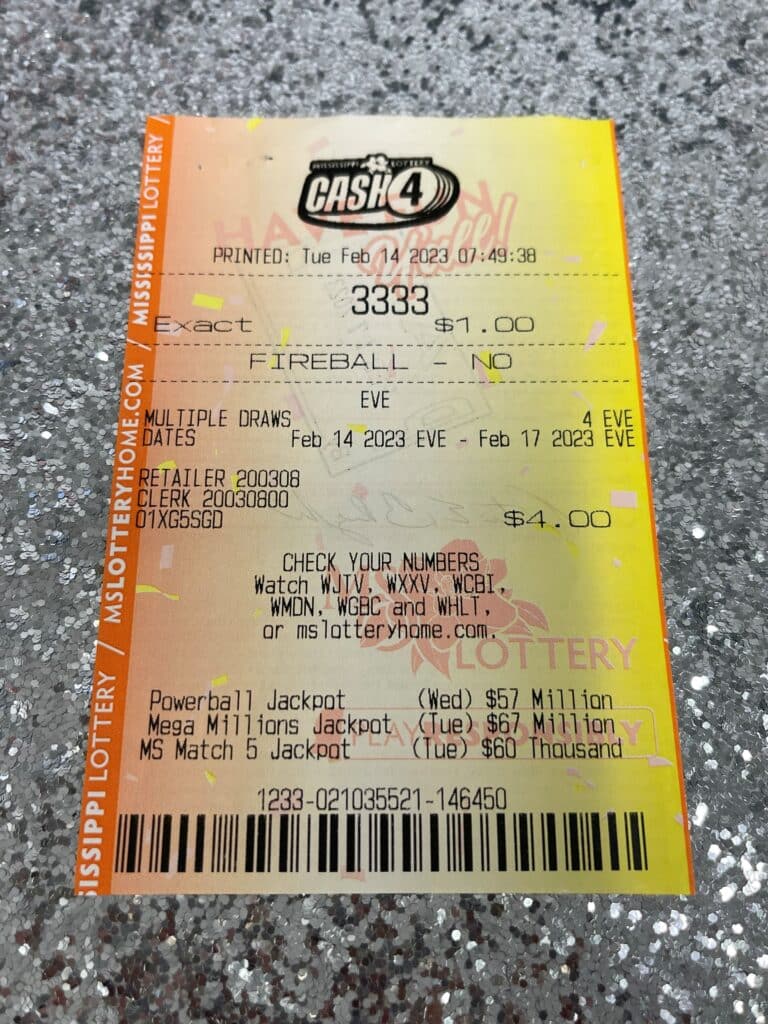 MISSISSIPPI LOTTERY
CASH 4
PRINTED: Tue Feb 14 2023 07:49:38
3333
Exact $1.00
FIREBALL - NO
EVE
MULTIPLE DRAWS 4 EVE
DATES Feb 14 2023 EVE - Feb 17 2023 EVE
RETAILER 200308
CLERK 20030800
01XG5SGD $4.00
CHECK YOUR NUMBERS
Watch WJTV, WXXV, WCBI,
WMDN, WGBC and WHLT,
or mslotteryhome.com.
LOTTERY
Powerball Jackpot (Wed) $57 Million
Mega Millions Jackpot (Tue) $67 Million
MS Match 5 Jackpot (Tue) $60 Thousand
PLAY RESPONSIBLY
1233-021035521-146450
ISSIPPI LOTTERY / MSLOTTERYHOME.COM / MISSISSIPPI LOTTERY /